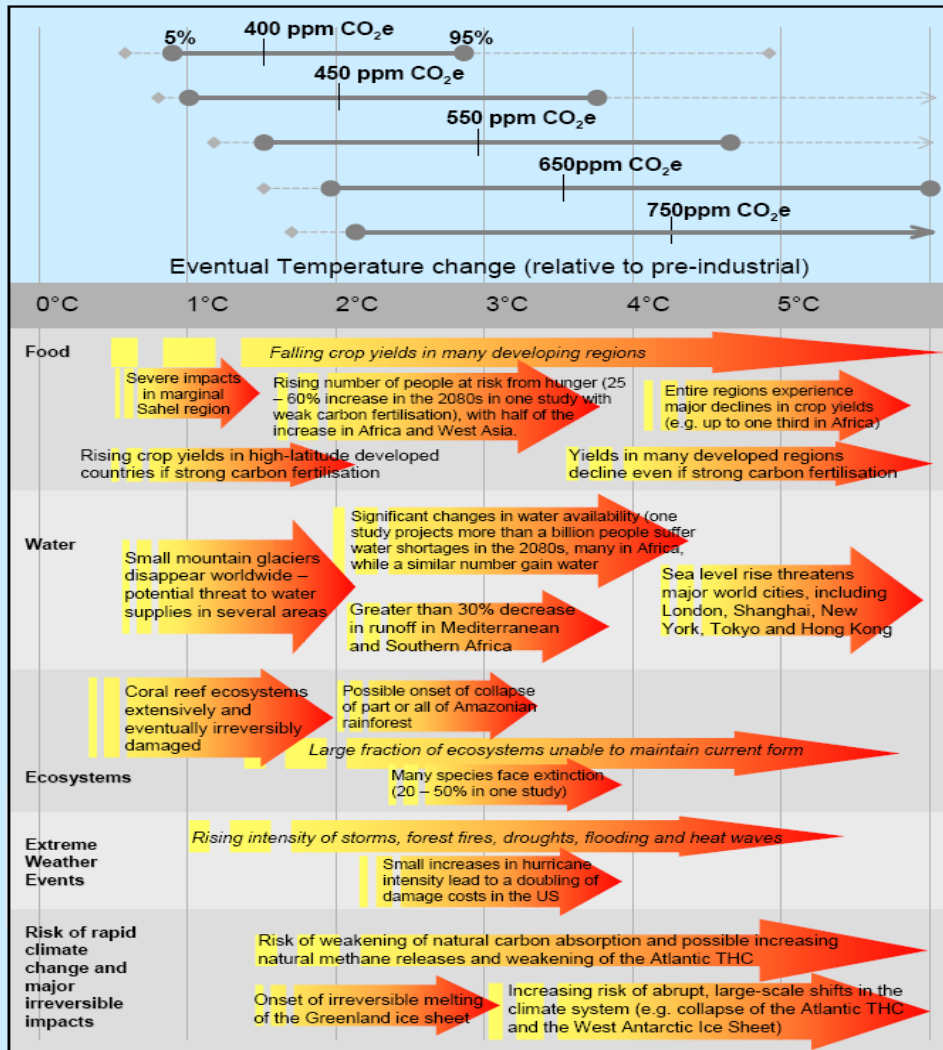 5%
400 ppm CO₂e
95%
450 ppm CO₂e
550 ppm CO₂e
650ppm CO₂e
750ppm CO₂e
Eventual Temperature change (relative to pre-industrial)
0°C 1°C 2°C 3°C 4°C 5°C
Food
Falling crop yields in many developing regions
Severe impacts
in marginal
Sahel region
Rising number of people at risk from hunger (25
– 60% increase in the 2080s in one study with
weak carbon fertilisation), with half of the
increase in Africa and West Asia.
Entire regions experience
major declines in crop yields
(e.g. up to one third in Africa)
Rising crop yields in high-latitude developed
countries if strong carbon fertilisation
Yields in many developed regions
decline even if strong carbon fertilisation
Water
Small mountain glaciers
disappear worldwide –
potential threat to water
supplies in several areas
Significant changes in water availability (one
study projects more than a billion people suffer
water shortages in the 2080s, many in Africa,
while a similar number gain water
Greater than 30% decrease
in runoff in Mediterranean
and Southern Africa
Sea level rise threatens
major world cities, including
London, Shanghai, New
York, Tokyo and Hong Kong
Ecosystems
Coral reef ecosystems
extensively and
eventually irreversibly
damaged
Possible onset of collapse
of part or all of Amazonian
rainforest
Large fraction of ecosystems unable to maintain current form
Many species face extinction
(20 – 50% in one study)
Extreme
Weather
Events
Rising intensity of storms, forest fires, droughts, flooding and heat waves
Small increases in hurricane
intensity lead to a doubling of
damage costs in the US
Risk of rapid
climate
change and
major
irreversible
impacts
Risk of weakening of natural carbon absorption and possible increasing
natural methane releases and weakening of the Atlantic THC
Onset of irreversible melting
of the Greenland ice sheet
Increasing risk of abrupt, large-scale shifts in the
climate system (e.g. collapse of the Atlantic THC
and the West Antarctic Ice Sheet)